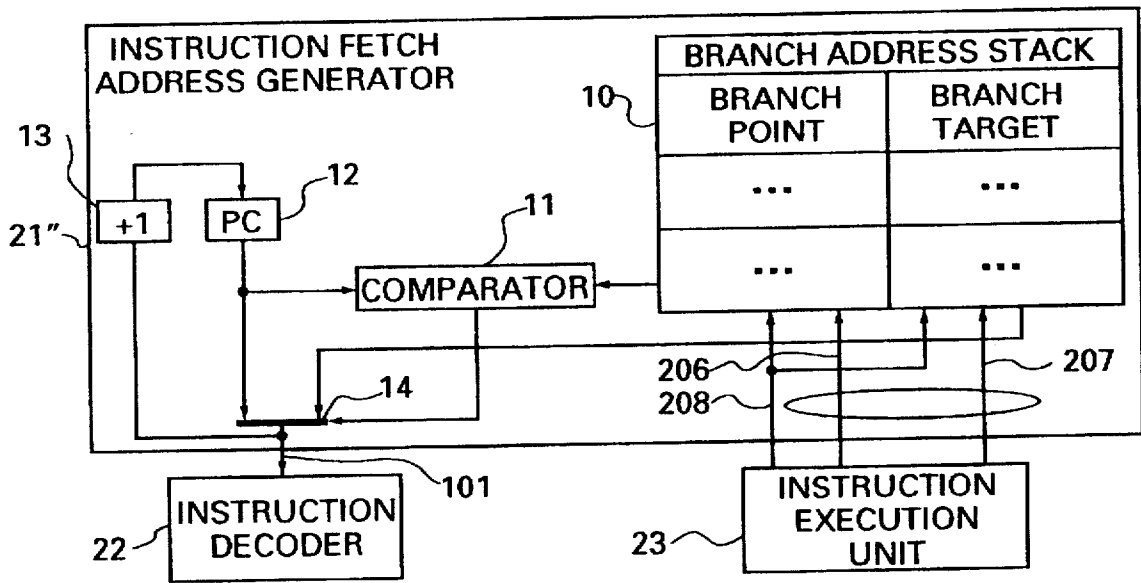 INSTRUCTION FETCH
ADDRESS GENERATOR
BRANCH ADDRESS STACK
10
BRANCH
POINT
BRANCH
TARGET
13
12
+1
PC
11
21"
...
...
COMPARATOR
...
...
206
207
14
208
101
INSTRUCTION
DECODER
22
INSTRUCTION
EXECUTION
UNIT
23